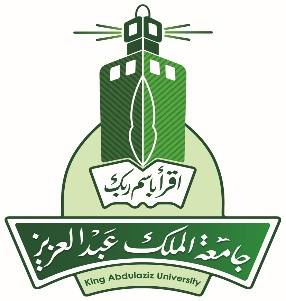 اقرأ باسم ربك
جامعة الملك عبد العزيز
King Abdulaziz University